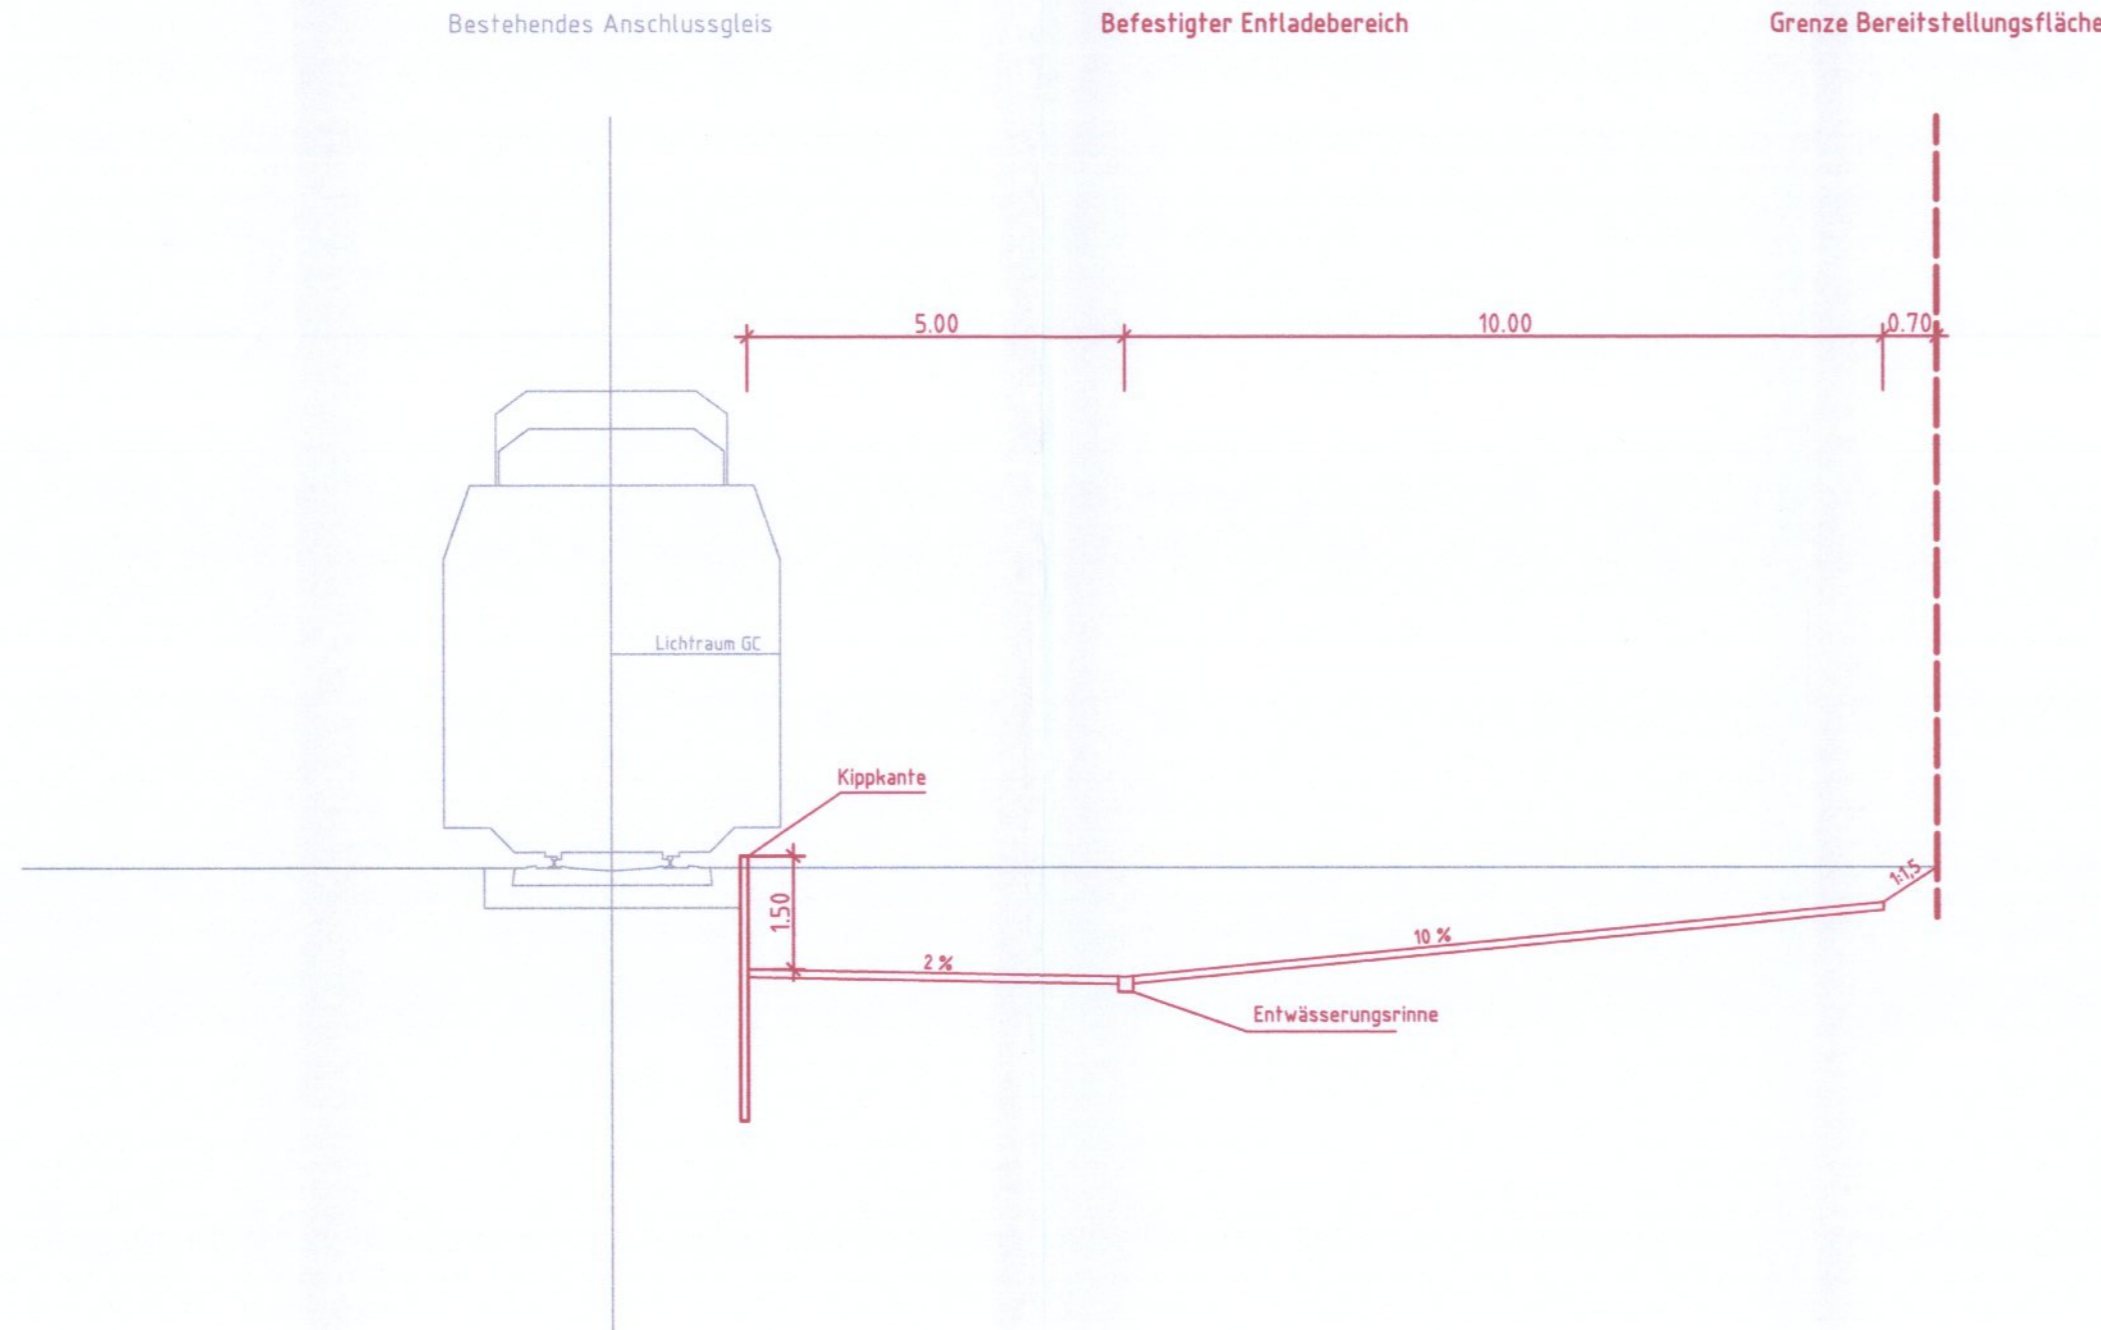 Bestehendes Anschlussgleis
Befestigter Entladebereich
Grenze Bereitstellungsfläche
5.00
10.00
0.70
Lichtraum GC
Kippkante
1:1,5
1.50
10 %
2 %
Entwässerungsrinne